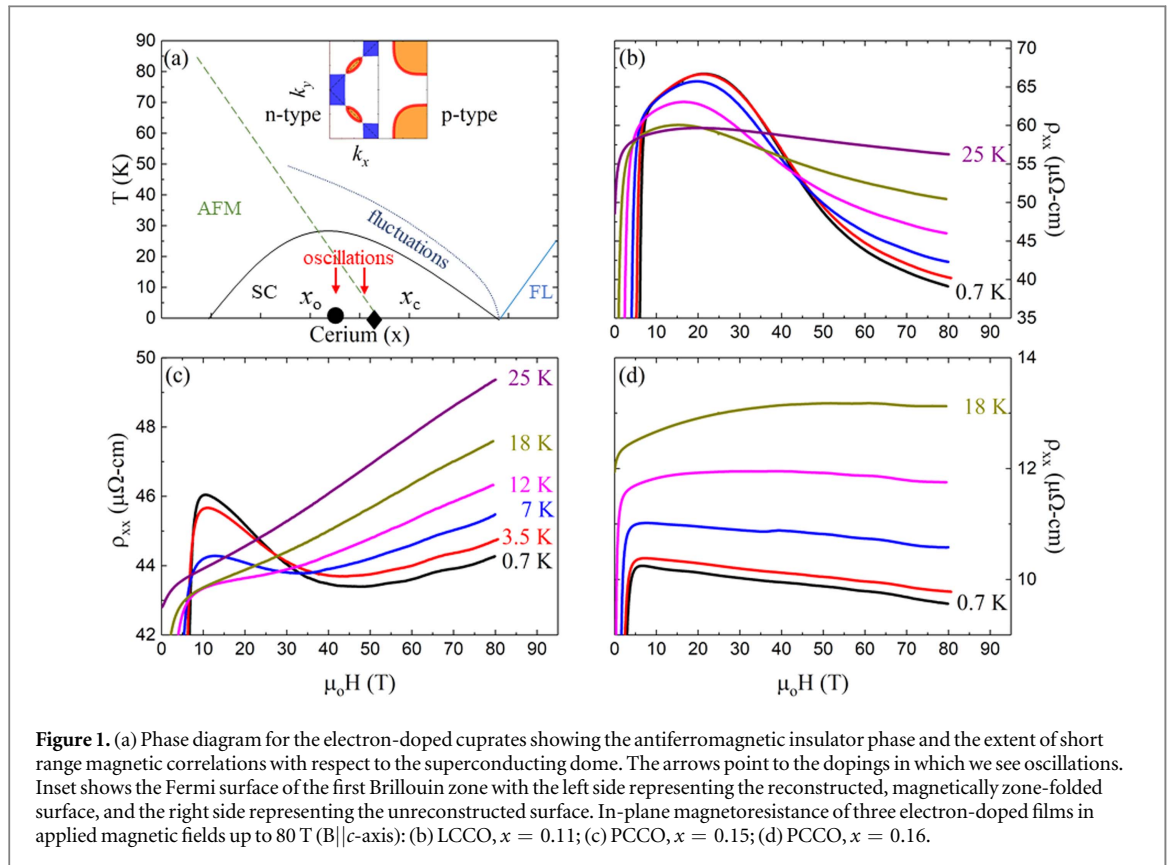 (a)
90
80
70
60
50
40
30
20
10
0
T (K)
n-type
p-type
k_y
k_x
AFM
fluctuations
oscillations
SC
x_o
x_c
FL
Cerium (x)
(b)
70
65
60
55
50
45
40
35
ρ_xx (μΩ-cm)
25 K
0.7 K
0 10 20 30 40 50 60 70 80 90
(c)
50
48
46
44
42
ρ_xx (μΩ-cm)
25 K
18 K
12 K
7 K
3.5 K
0.7 K
0 10 20 30 40 50 60 70 80 90
μ_oH (T)
(d)
14
12
10
ρ_xx (μΩ-cm)
18 K
0.7 K
0 10 20 30 40 50 60 70 80 90
μ_oH (T)
Figure 1. (a) Phase diagram for the electron-doped cuprates showing the antiferromagnetic insulator phase and the extent of short
range magnetic correlations with respect to the superconducting dome. The arrows point to the dopings in which we see oscillations.
Inset shows the Fermi surface of the first Brillouin zone with the left side representing the reconstructed, magnetically zone-folded
surface, and the right side representing the unreconstructed surface. In-plane magnetoresistance of three electron-doped films in
applied magnetic fields up to 80 T (B||c-axis): (b) LCCO, x = 0.11; (c) PCCO, x = 0.15; (d) PCCO, x = 0.16.